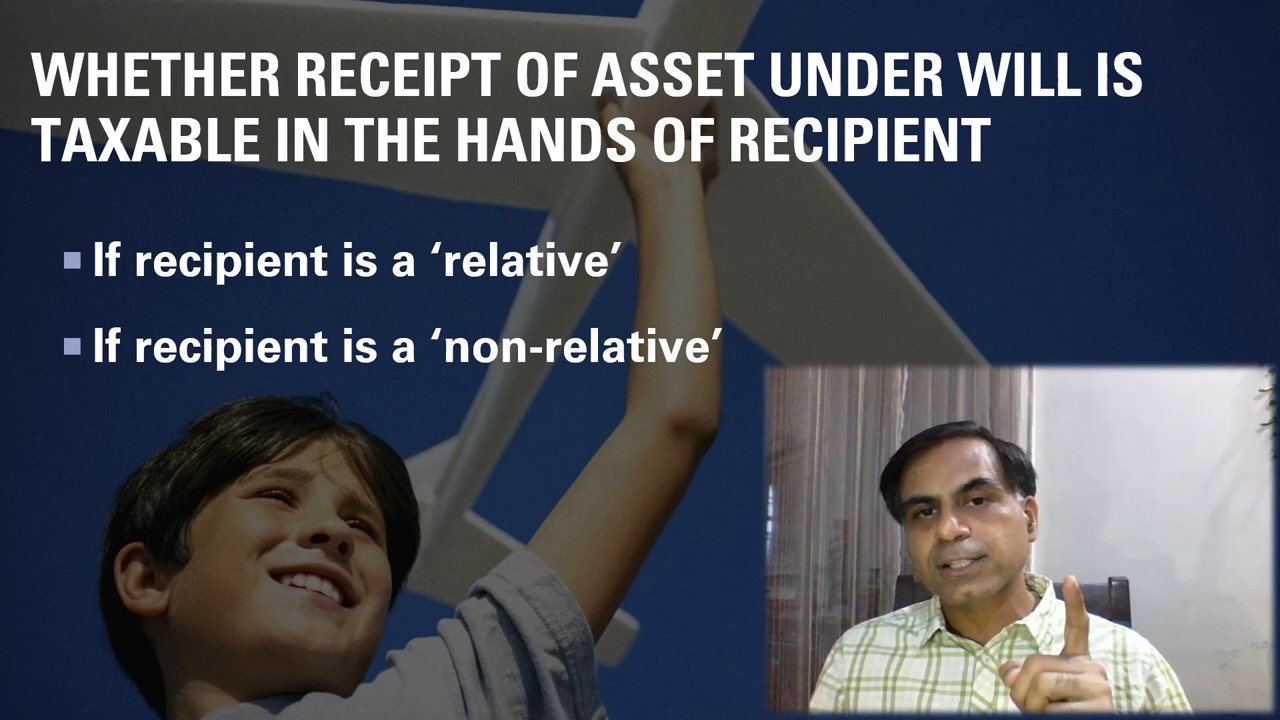 WHETHER RECEIPT OF ASSET UNDER WILL IS
TAXABLE IN THE HANDS OF RECIPIENT
If recipient is a ‘relative’
If recipient is a ‘non-relative’